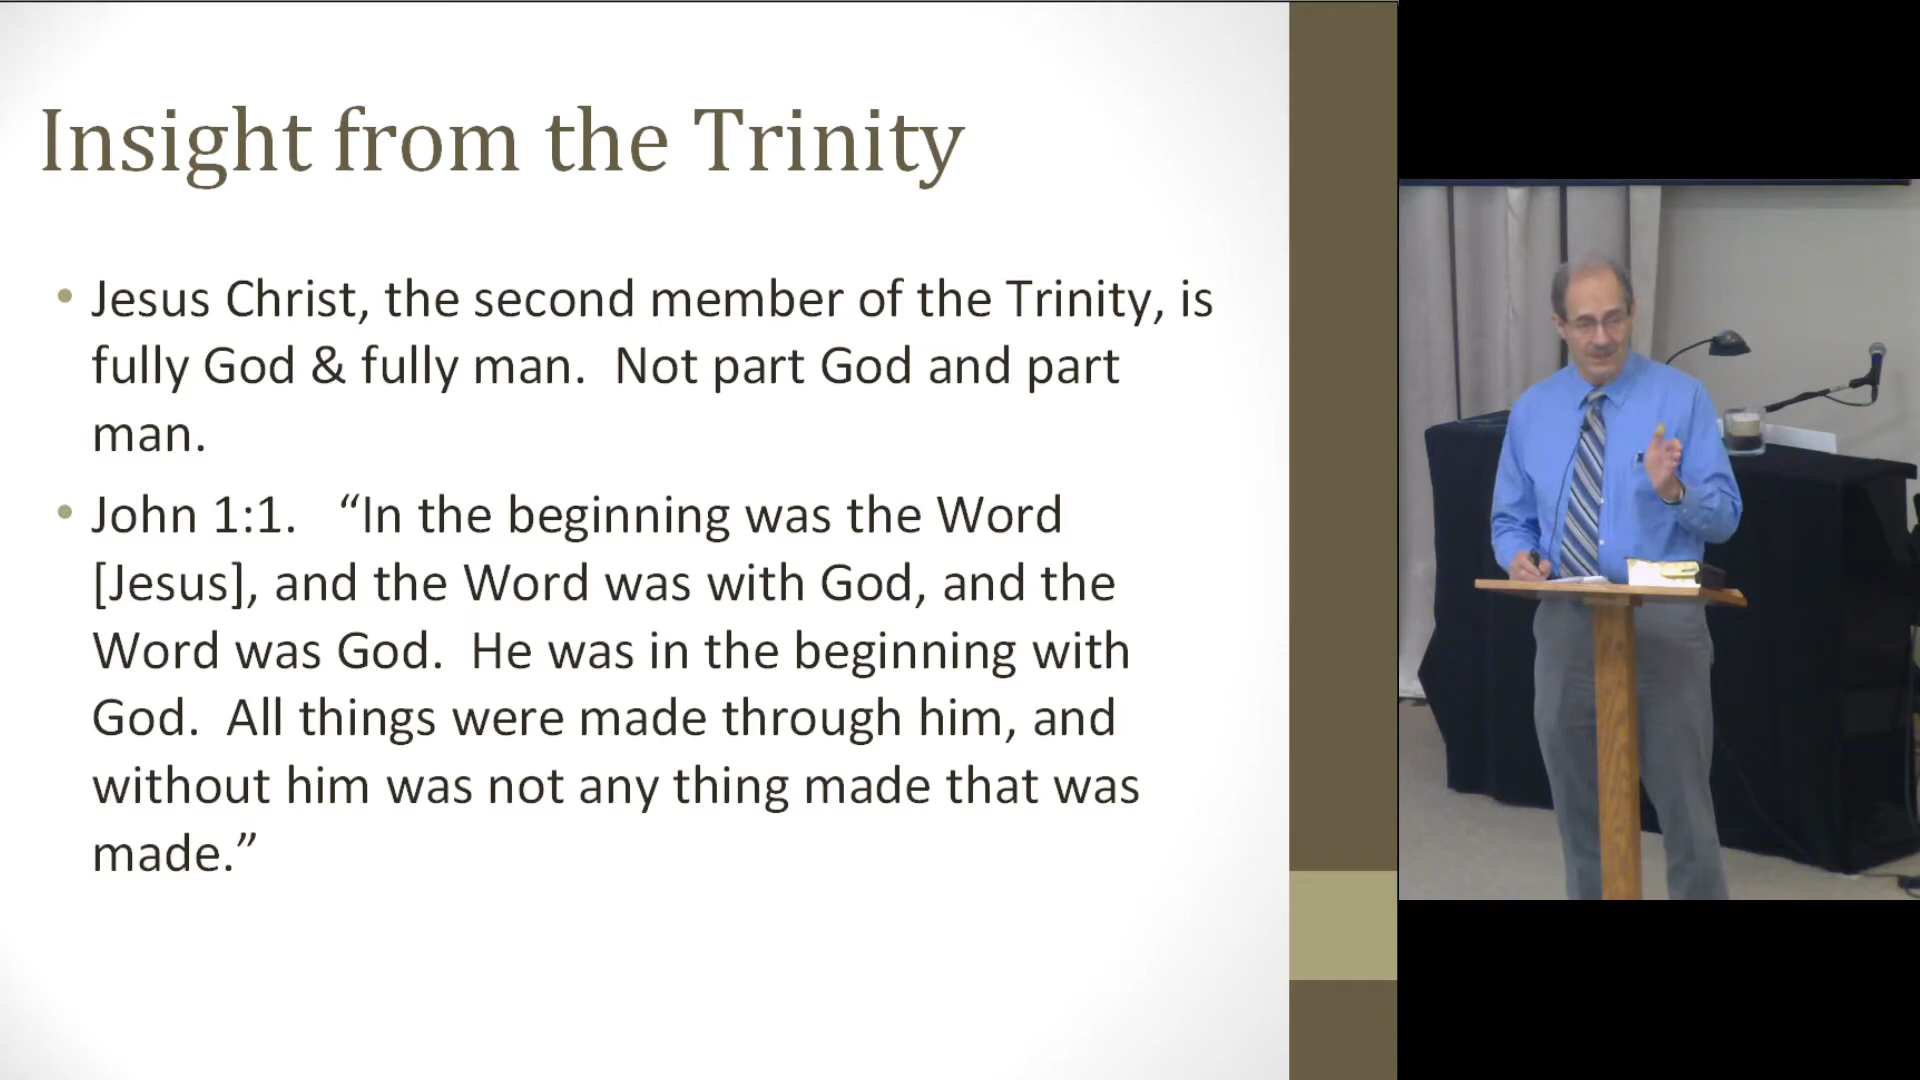 Insight from the Trinity
• Jesus Christ, the second member of the Trinity, is
fully God & fully man.  Not part God and part
man.
• John 1:1.   “In the beginning was the Word
[Jesus], and the Word was with God, and the
Word was God.  He was in the beginning with
God.  All things were made through him, and
without him was not any thing made that was
made.”